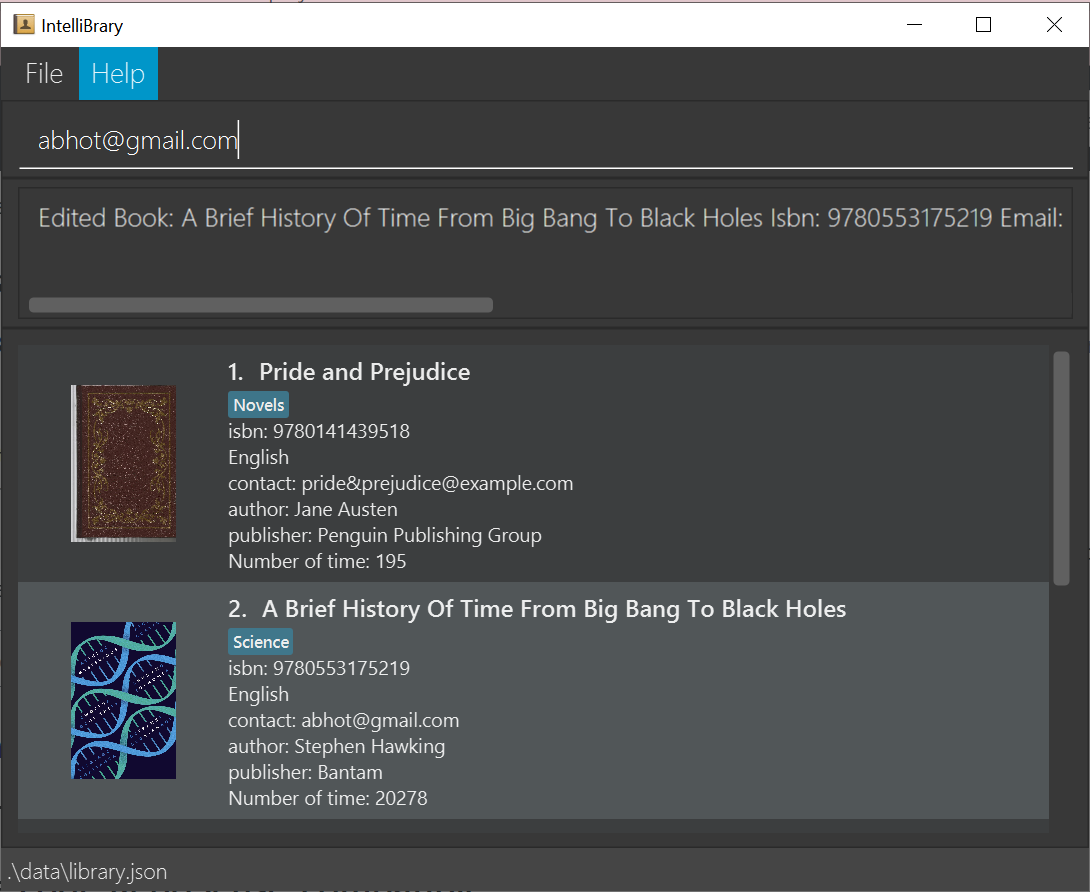 IntelliBrary
File Help
abhot@gmail.com
Edited Book: A Brief History Of Time From Big Bang To Black Holes Isbn: 9780553175219 Email:
1. Pride and Prejudice
Novels
isbn: 9780141439518
English
contact: pride&prejudice@example.com
author: Jane Austen
publisher: Penguin Publishing Group
Number of time: 195
2. A Brief History Of Time From Big Bang To Black Holes
Science
isbn: 9780553175219
English
contact: abhot@gmail.com
author: Stephen Hawking
publisher: Bantam
Number of time: 20278
.\data\library.json